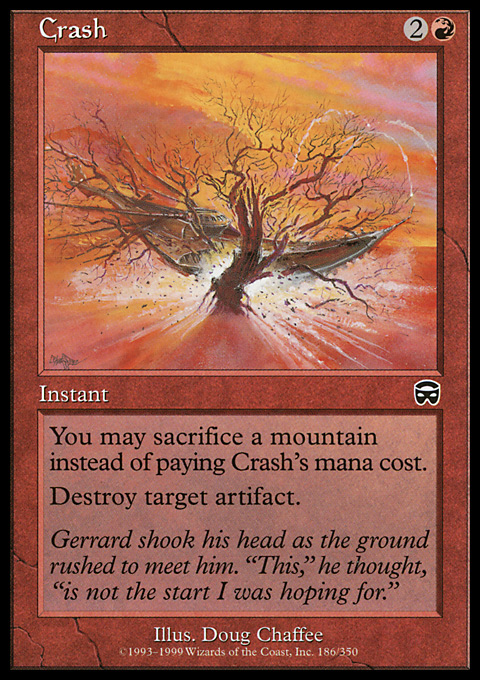 Crash
2
Instant
You may sacrifice a mountain
instead of paying Crash's mana cost.
Destroy target artifact.
Gerrard shook his head as the ground
rushed to meet him. “This,” he thought,
“is not the start I was hoping for.”
Illus. Doug Chaffee
©1993–1999 Wizards of the Coast, Inc. 186/350